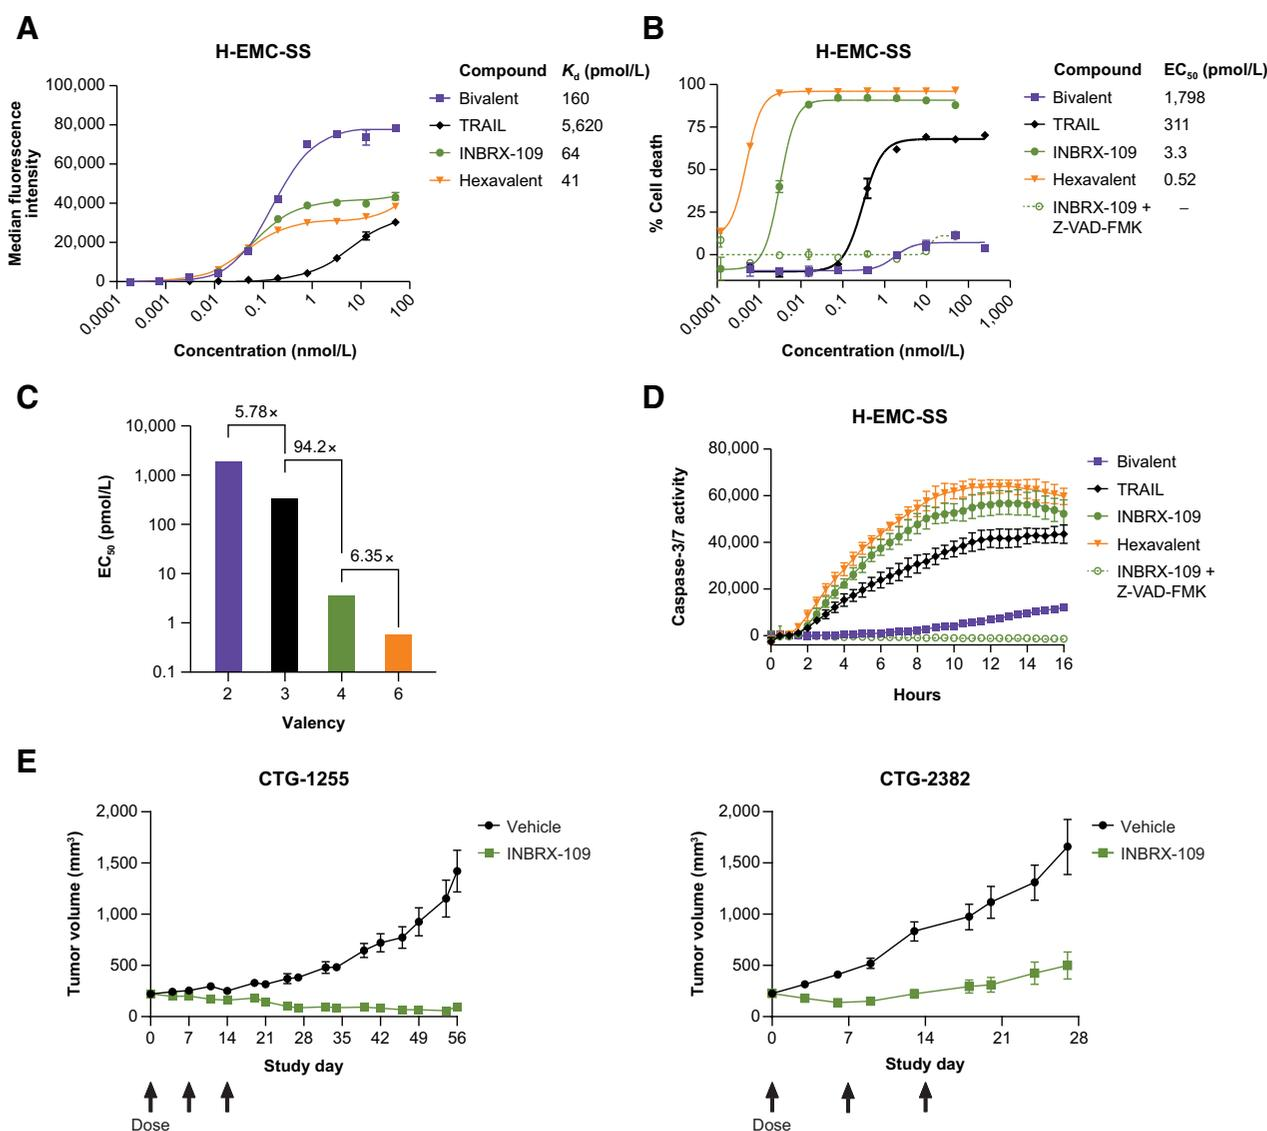 A
H-EMC-SS
Median fluorescence
intensity
100,000
80,000
60,000
40,000
20,000
0
0.0001
0.001
0.01
0.1
1
10
100
Concentration (nmol/L)
Compound Kd (pmol/L)
Bivalent 160
TRAIL 5,620
INBRX-109 64
Hexavalent 41
B
H-EMC-SS
% Cell death
100
75
50
25
0
0.0001
0.001
0.01
0.1
1
10
100
1,000
Concentration (nmol/L)
Compound EC50 (pmol/L)
Bivalent 1,798
TRAIL 311
INBRX-109 3.3
Hexavalent 0.52
INBRX-109 + –
Z-VAD-FMK
C
EC50 (pmol/L)
10,000
1,000
100
10
1
0.1
5.78×
94.2×
6.35×
2 3 4 6
Valency
D
H-EMC-SS
Caspase-3/7 activity
80,000
60,000
40,000
20,000
0
0 2 4 6 8 10 12 14 16
Hours
Bivalent
TRAIL
INBRX-109
Hexavalent
INBRX-109 +
Z-VAD-FMK
E
CTG-1255
Tumor volume (mm³)
2,000
1,500
1,000
500
0
0 7 14 21 28 35 42 49 56
Study day
Dose
Vehicle
INBRX-109
CTG-2382
Tumor volume (mm³)
2,000
1,500
1,000
500
0
0 7 14 21 28
Study day
Dose
Vehicle
INBRX-109